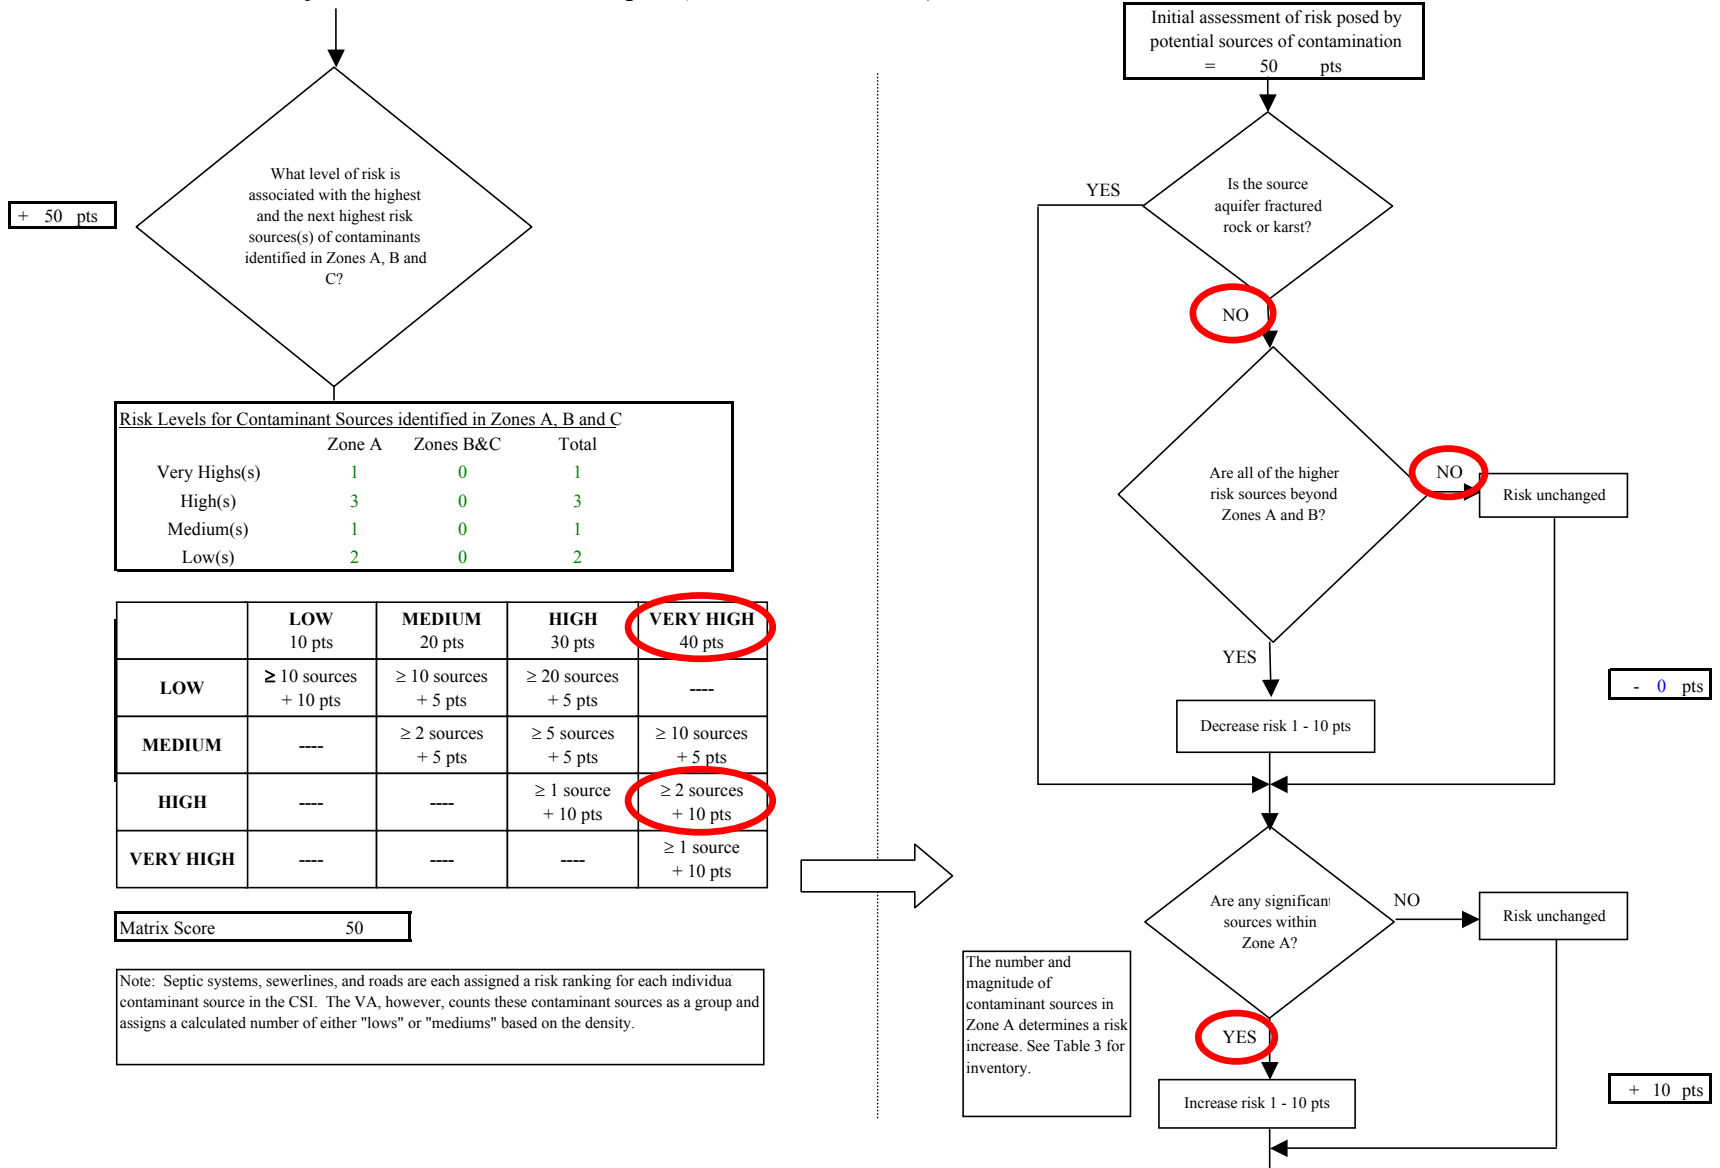 What level of risk is
associated with the highest
and the next highest risk
sources(s) of contaminants
identified in Zones A, B and
C?
+ 50 pts
Risk Levels for Contaminant Sources identified in Zones A, B and C
Zone A Zones B&C Total
Very Highs(s) 1 0 1
High(s) 3 0 3
Medium(s) 1 0 1
Low(s) 2 0 2
LOW MEDIUM HIGH VERY HIGH
10 pts 20 pts 30 pts 40 pts
LOW ≥ 10 sources ≥ 10 sources ≥ 20 sources ----
+ 10 pts + 5 pts + 5 pts
MEDIUM ---- ≥ 2 sources ≥ 5 sources ≥ 10 sources
+ 5 pts + 5 pts + 5 pts
HIGH ---- ---- ≥ 1 source ≥ 2 sources
+ 10 pts + 10 pts
VERY HIGH ---- ---- ---- ≥ 1 source
+ 10 pts
Matrix Score 50
Note: Septic systems, sewerlines, and roads are each assigned a risk ranking for each individua
contaminant source in the CSI. The VA, however, counts these contaminant sources as a group and
assigns a calculated number of either "lows" or "mediums" based on the density.
Initial assessment of risk posed by
potential sources of contamination
= 50 pts
Is the source
aquifer fractured
rock or karst?
YES
NO
Are all of the higher
risk sources beyond
Zones A and B?
NO
Risk unchanged
YES
Decrease risk 1 - 10 pts
- 0 pts
Are any significant
sources within
Zone A?
NO
Risk unchanged
The number and
magnitude of
contaminant sources in
Zone A determines a risk
increase. See Table 3 for
inventory.
YES
Increase risk 1 - 10 pts
+ 10 pts